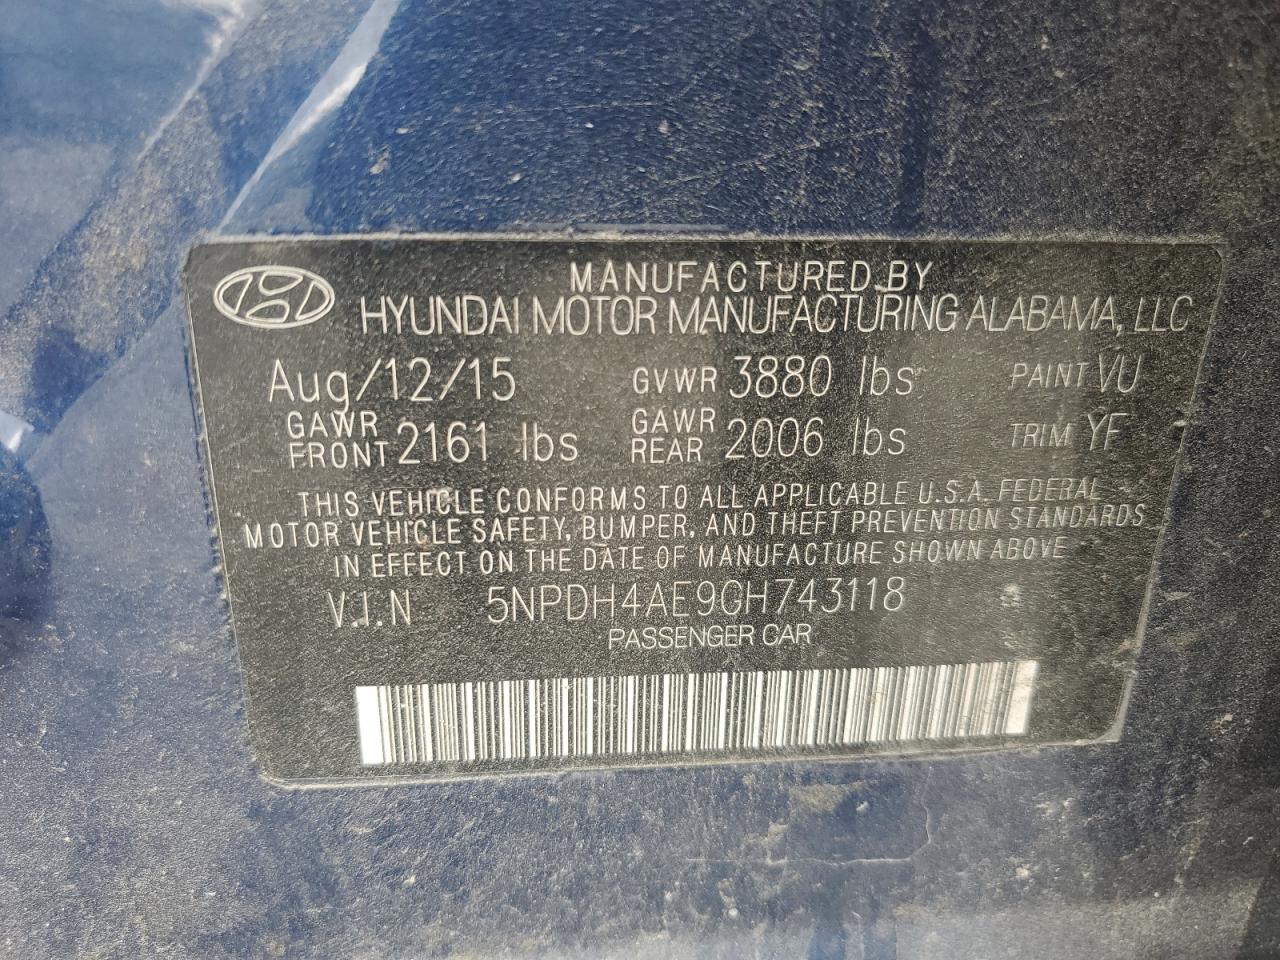 MANUFACTURED BY
HYUNDAI MOTOR MANUFACTURING ALABAMA, LLC
Aug/12/15 GVWR 3880 lbs PAINT VU
GAWR FRONT 2161 lbs GAWR REAR 2006 lbs TRIM YF
THIS VEHICLE CONFORMS TO ALL APPLICABLE U.S.A. FEDERAL
MOTOR VEHICLE SAFETY, BUMPER, AND THEFT PREVENTION STANDARDS
IN EFFECT ON THE DATE OF MANUFACTURE SHOWN ABOVE
V.I.N 5NPDH4AE9GH743118
PASSENGER CAR